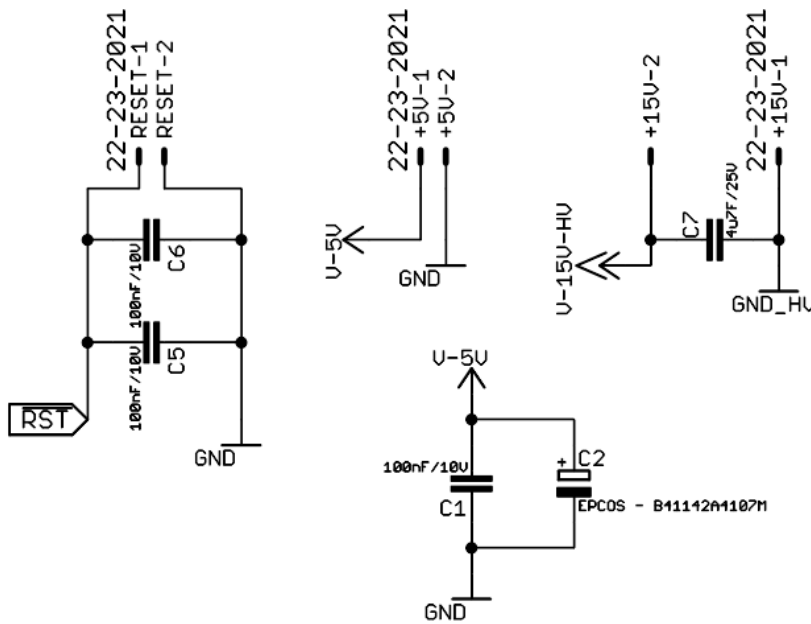 22-23-2021
RESET-1
RESET-2
100nF/10V
C6
100nF/10V
C5
RST
GND
22-23-2021
+5V-1
+5V-2
V-5V
GND
+15V-2
22-23-2021
+15V-1
C7
4u7F/25V
V-15V-HV
GND_HV
V-5V
100nF/10V
C1
+
C2
EPCOS - B41142A4107M
GND